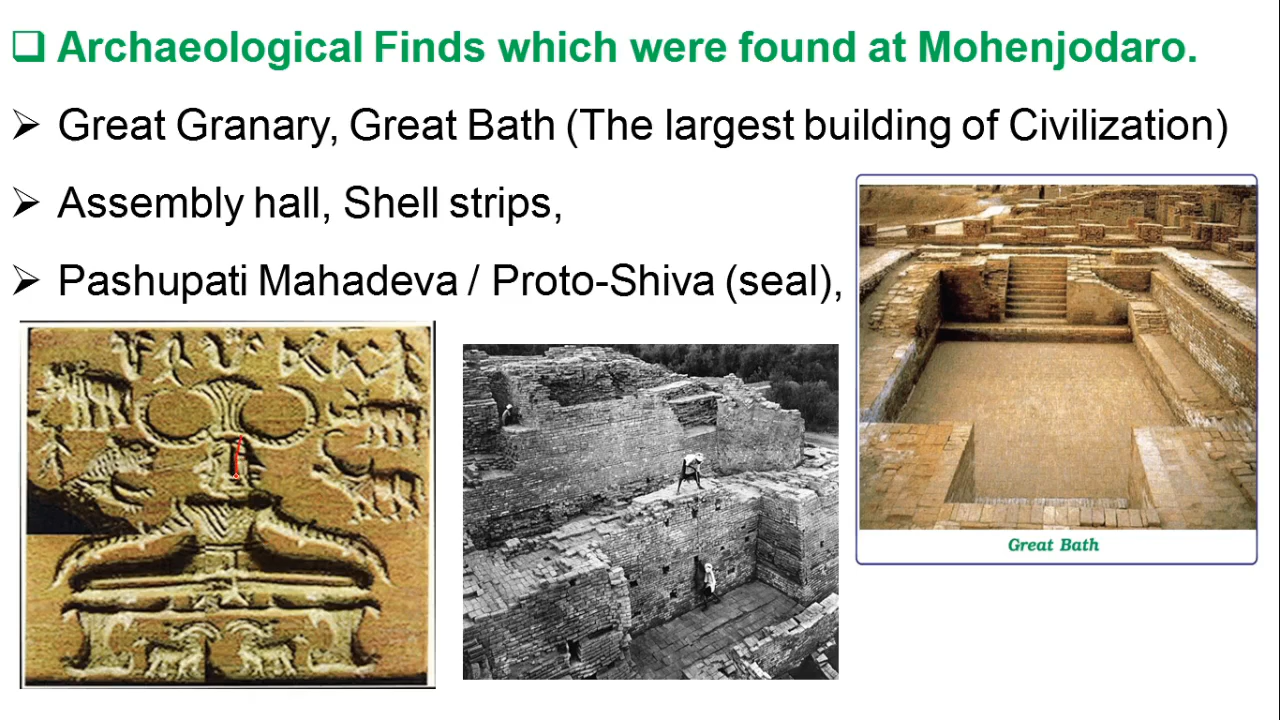 ❑ Archaeological Finds which were found at Mohenjodaro.
➢ Great Granary, Great Bath (The largest building of Civilization)
➢ Assembly hall, Shell strips,
➢ Pashupati Mahadeva / Proto-Shiva (seal),
Great Bath